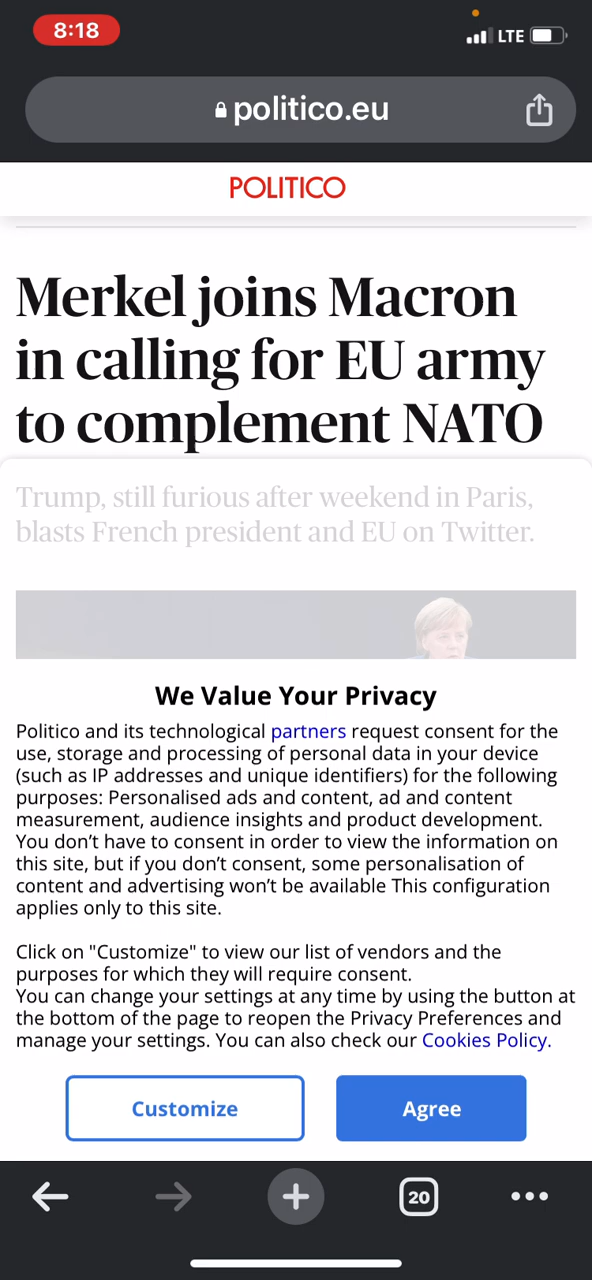 8:18
LTE
politico.eu
POLITICO
Merkel joins Macron
in calling for EU army
to complement NATO
Trump, still furious after weekend in Paris,
blasts French president and EU on Twitter.
We Value Your Privacy
Politico and its technological partners request consent for the
use, storage and processing of personal data in your device
(such as IP addresses and unique identifiers) for the following
purposes: Personalised ads and content, ad and content
measurement, audience insights and product development.
You don’t have to consent in order to view the information on
this site, but if you don’t consent, some personalisation of
content and advertising won’t be available This configuration
applies only to this site.
Click on "Customize" to view our list of vendors and the
purposes for which they will require consent.
You can change your settings at any time by using the button at
the bottom of the page to reopen the Privacy Preferences and
manage your settings. You can also check our Cookies Policy.
Customize
Agree
20